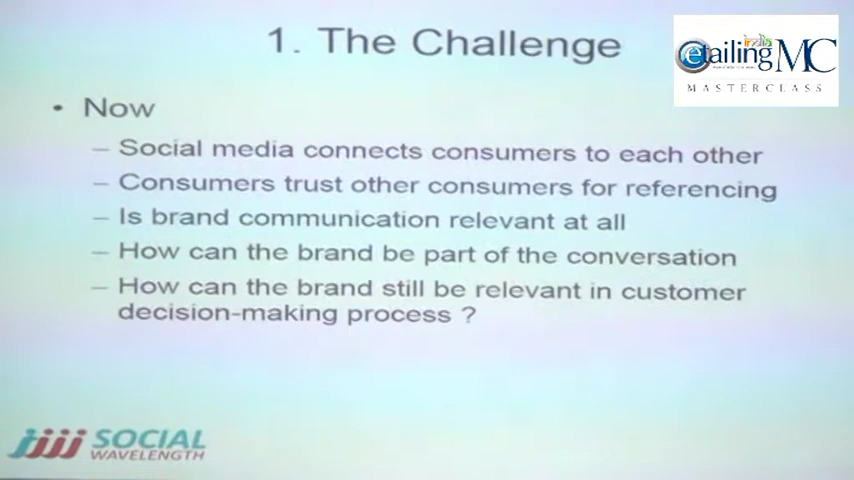 1. The Challenge
india
etailing MC
MASTERCLASS
• Now
– Social media connects consumers to each other
– Consumers trust other consumers for referencing
– Is brand communication relevant at all
– How can the brand be part of the conversation
– How can the brand still be relevant in customer
decision-making process ?
SOCIAL
WAVELENGTH